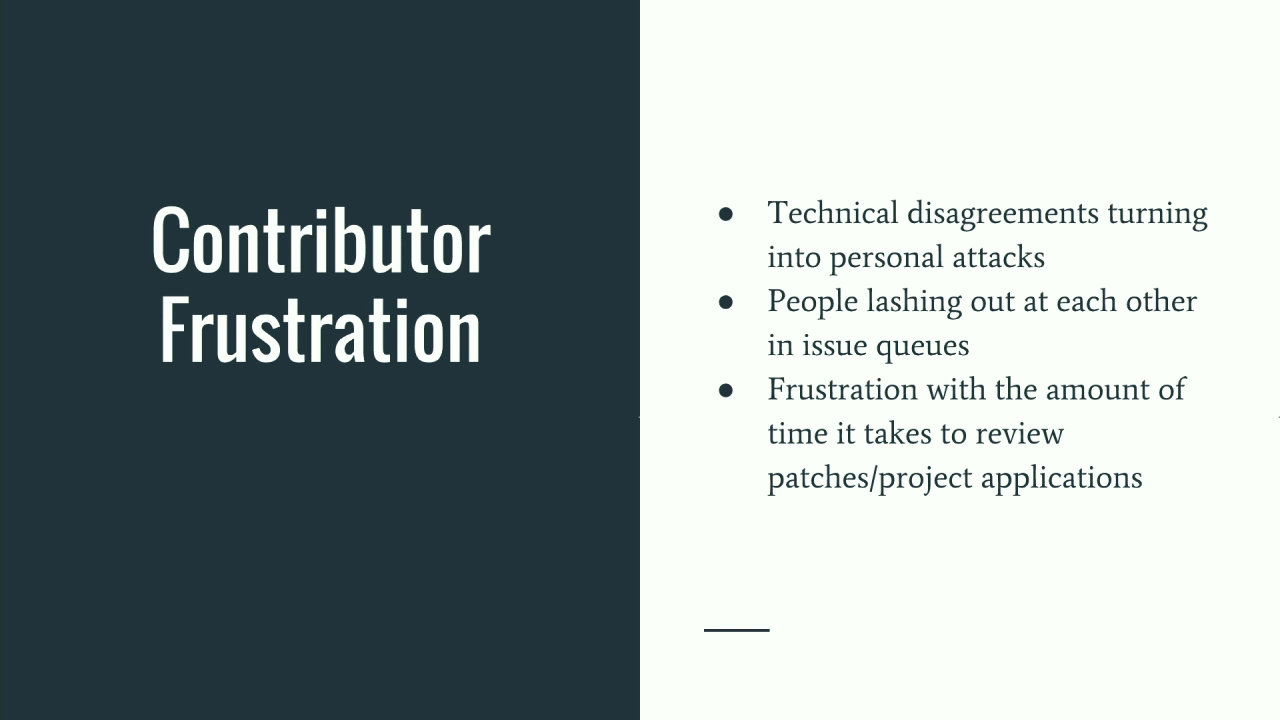 Contributor
Frustration
● Technical disagreements turning
into personal attacks
● People lashing out at each other
in issue queues
● Frustration with the amount of
time it takes to review
patches/project applications